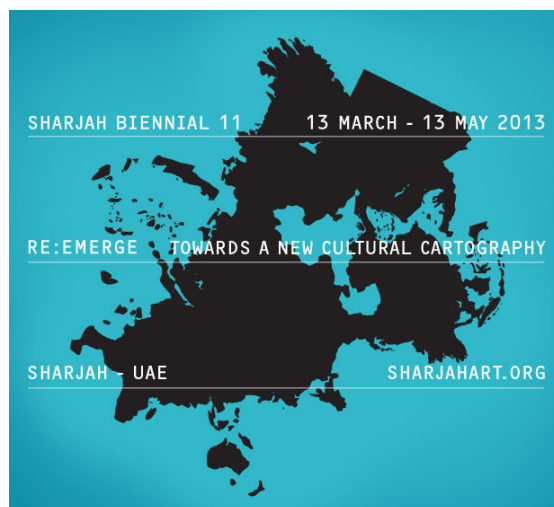 SHARJAH BIENNIAL 11 13 MARCH - 13 MAY 2013
RE:EMERGE TOWARDS A NEW CULTURAL CARTOGRAPHY
SHARJAH - UAE SHARJAHART.ORG